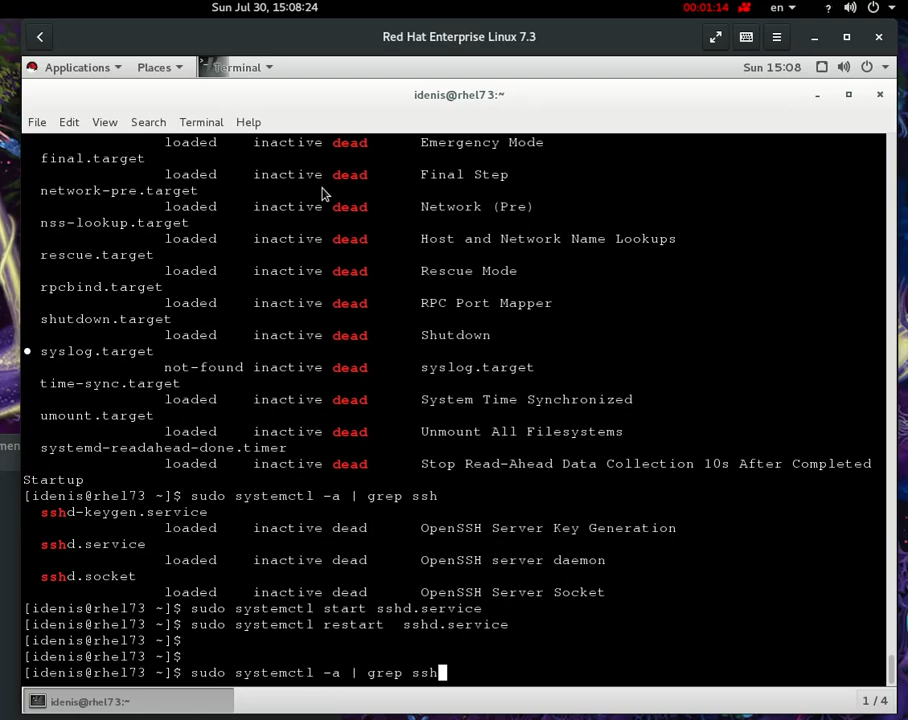 Sun Jul 30, 15:08:24
00:01:14
en
?
Red Hat Enterprise Linux 7.3
Applications
Places
Terminal
Sun 15:08
idenis@rhel73:~
File Edit View Search Terminal Help
loaded inactive dead Emergency Mode
final.target
loaded inactive dead Final Step
network-pre.target
loaded inactive dead Network (Pre)
nss-lookup.target
loaded inactive dead Host and Network Name Lookups
rescue.target
loaded inactive dead Rescue Mode
rpcbind.target
loaded inactive dead RPC Port Mapper
shutdown.target
loaded inactive dead Shutdown
● syslog.target
not-found inactive dead syslog.target
time-sync.target
loaded inactive dead System Time Synchronized
umount.target
loaded inactive dead Unmount All Filesystems
systemd-readahead-done.timer
loaded inactive dead Stop Read-Ahead Data Collection 10s After Completed
Startup
[idenis@rhel73 ~]$ sudo systemctl -a | grep ssh
sshd-keygen.service
loaded inactive dead OpenSSH Server Key Generation
sshd.service
loaded inactive dead OpenSSH server daemon
sshd.socket
loaded inactive dead OpenSSH Server Socket
[idenis@rhel73 ~]$ sudo systemctl start sshd.service
[idenis@rhel73 ~]$ sudo systemctl restart  sshd.service
[idenis@rhel73 ~]$
[idenis@rhel73 ~]$
[idenis@rhel73 ~]$ sudo systemctl -a | grep ssh
idenis@rhel73:~
1 / 4